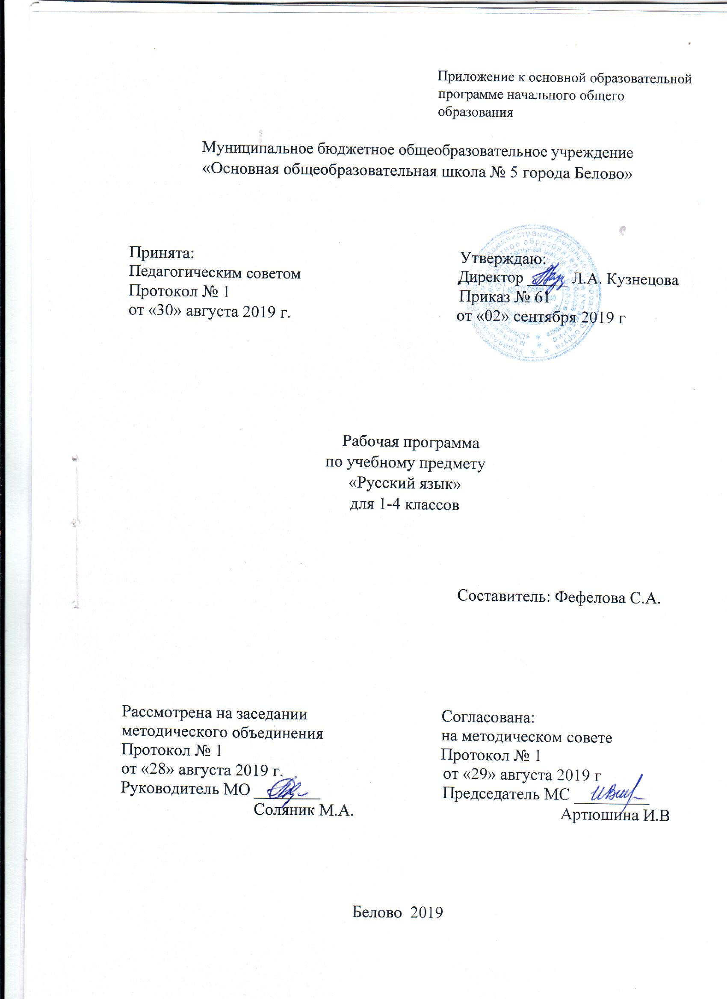 Приложение к основной образовательной
программе начального общего
образования
Муниципальное бюджетное общеобразовательное учреждение
«Основная общеобразовательная школа № 5 города Белово»
Принята:
Педагогическим советом
Протокол № 1
от «30» августа 2019 г.
Утверждаю:
Директор _____ Л.А. Кузнецова
Приказ № 61
от «02» сентября 2019 г
Рабочая программа
по учебному предмету
«Русский язык»
для 1-4 классов
Составитель: Фефелова С.А.
Рассмотрена на заседании
методического объединения
Протокол № 1
от «28» августа 2019 г.
Руководитель МО ________
Соляник М.А.
Согласована:
на методическом совете
Протокол № 1
от «29» августа 2019 г
Председатель МС _________
Артюшина И.В
Белово 2019